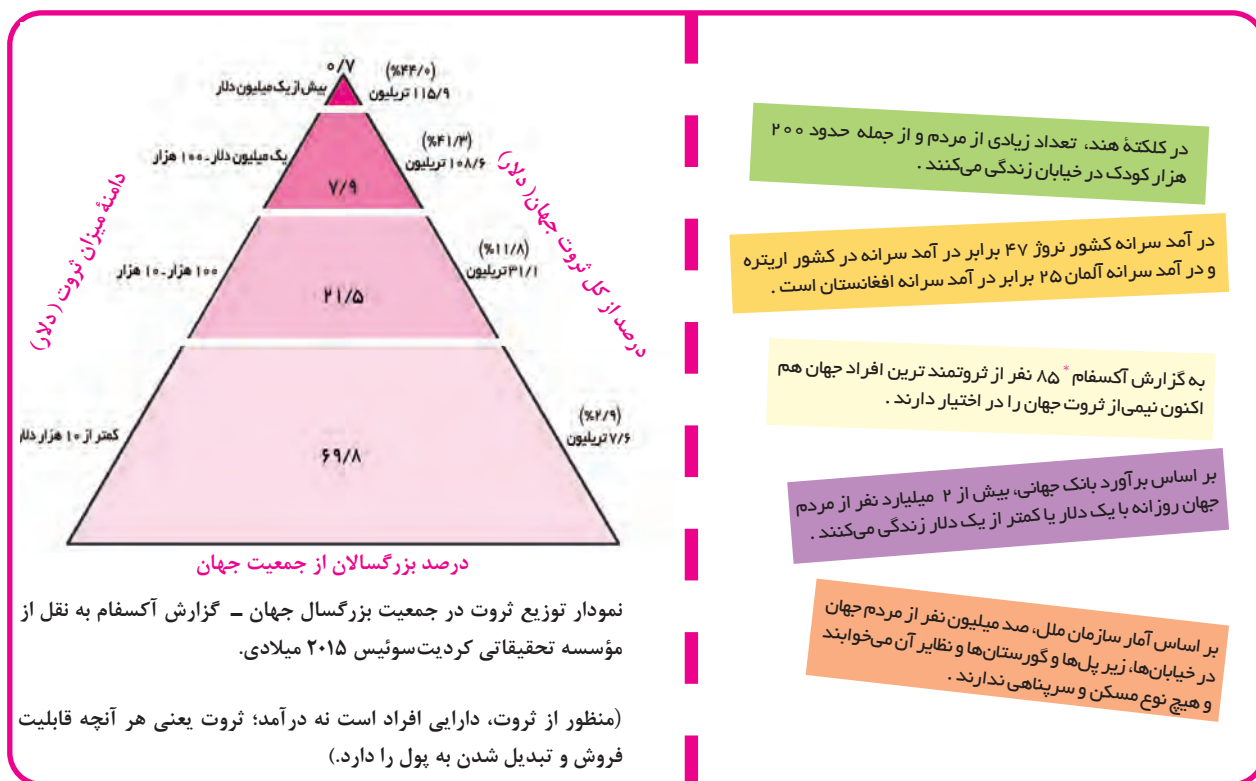 در کلکتهٔ هند، تعداد زیادی از مردم و از جمله حدود ۲۰۰
هزار کودک در خیابان زندگی می‌کنند .
در آمد سرانه کشور نروژ ۴۷ برابر در آمد سرانه در کشور اریتره
و در آمد سرانه آلمان ۲۵ برابر در آمد سرانه افغانستان است .
به گزارش آکسفام * ۸۵ نفر از ثروتمند ترین افراد جهان هم
اکنون نیمی‌از ثروت جهان را در اختیار دارند .
بر اساس برآورد بانک جهانی، بیش از ۲ میلیارد نفر از مردم
جهان روزانه با یک دلار یا کمتر از یک دلار زندگی می‌کنند .
بر اساس آمار سازمان ملل، صد میلیون نفر از مردم جهان
در خیابان‌ها، زیر پل‌ها و گورستان‌ها و نظایر آن می‌خوابند
و هیچ نوع مسکن و سرپناهی ندارند .
۰/۷
(%۴۴/۰)
۱۱۵/۹ تریلیون
بیش از یک میلیون دلار
(%۴۱/۳)
۱۰۸/۶ تریلیون
یک میلیون دلار - ۱۰۰ هزار
۷/۹
درصد از کل ثروت جهان( دلار)
دامنهٔ میزان ثروت ( دلار)
(%۱۱/۸)
۳۱/۱ تریلیون
۱۰۰ هزار - ۱۰ هزار
۲۱/۵
(%۲/۹)
۷/۶ تریلیون
کمتر از ۱۰ هزار دلار
۶۹/۸
درصد بزرگسالان از جمعیت جهان
نمودار توزیع ثروت در جمعیت بزرگسال جهان ــ گزارش آکسفام به نقل از
مؤسسه تحقیقاتی کردیت‌سوئیس ۲۰۱۵ میلادی.
(منظور از ثروت، دارایی افراد است نه درآمد؛ ثروت یعنی هر آنچه قابلیت
فروش و تبدیل شدن به پول را دارد.)